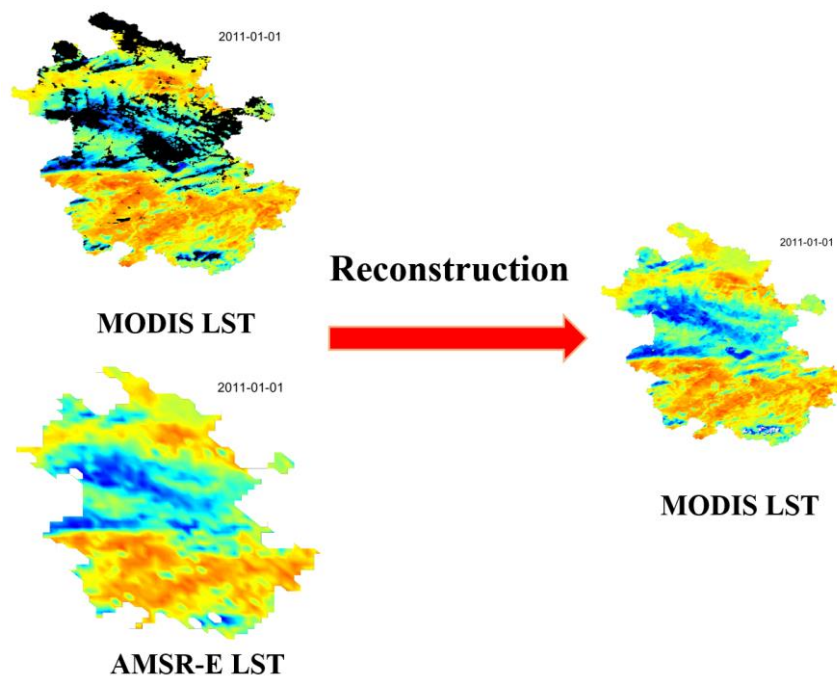 2011-01-01
MODIS LST
2011-01-01
AMSR-E LST
Reconstruction
2011-01-01
MODIS LST